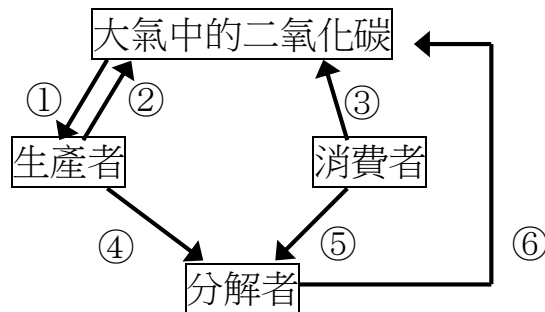 大氣中的二氧化碳
① ② ③
生產者 消費者
④ ⑤ ⑥
分解者